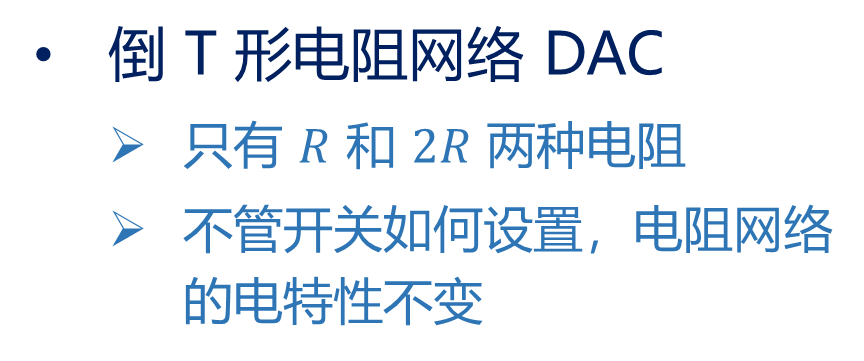 • 倒 T 形电阻网络 DAC
➢ 只有 R 和 2R 两种电阻
➢ 不管开关如何设置，电阻网络
的电特性不变